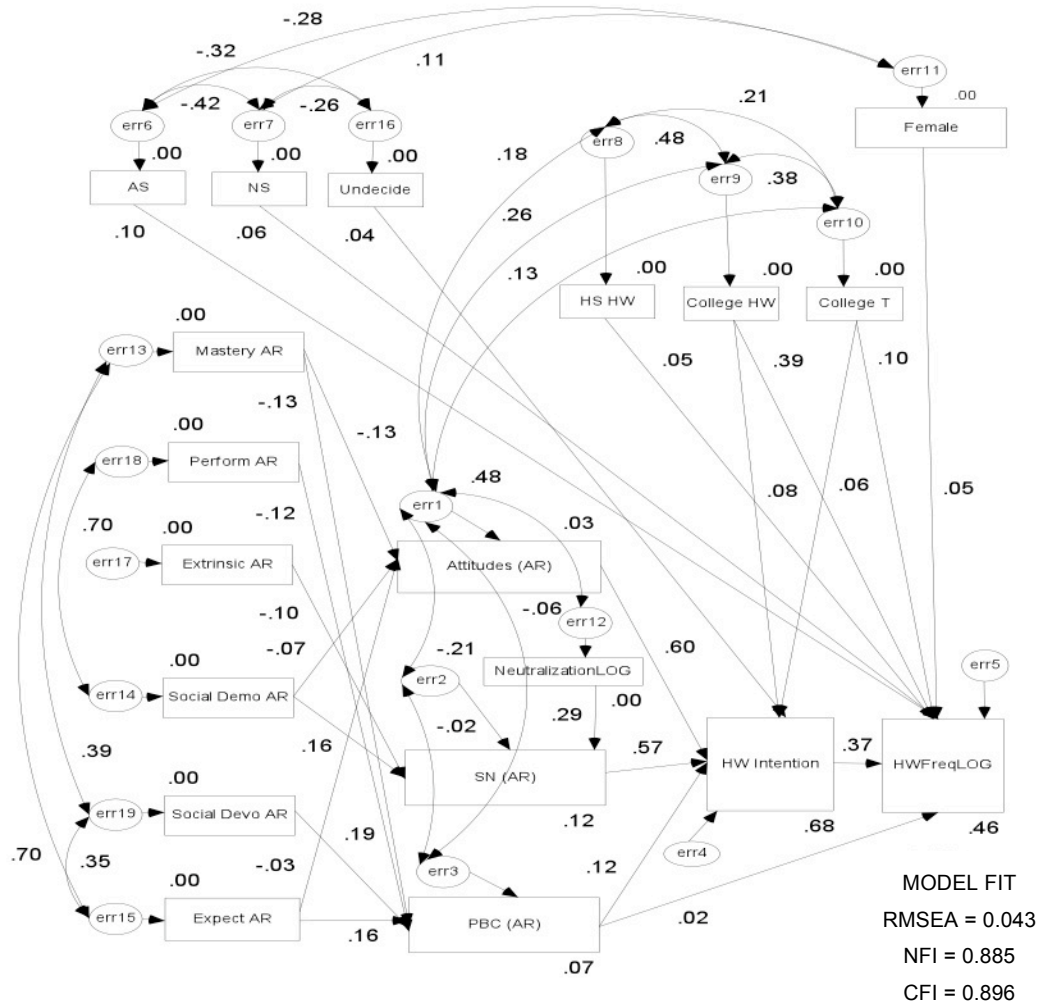 -.28
-.32
.11
err11
-.42
-.26
.21
.00
err6
err7
err16
err8
.48
Female
.00
.00
.00
.18
err9
.38
AS
NS
Undecide
.26
err10
.10
.06
.04
.13
.00
.00
.00
HS HW
College HW
College T
.00
err13
Mastery AR
.05
.39
.10
-.13
-.13
.00
err18
Perform AR
.48
.08
.06
.05
-.12
err1
.03
.70
.00
err17
Extrinsic AR
Attitudes (AR)
-.10
-.06
err12
.60
-.07
-.21
.00
err2
NeutralizationLOG
err5
err14
Social Demo AR
.00
-.02
.29
.39
.16
.57
HW Intention
.37
HWFreqLOG
.00
SN (AR)
err19
Social Devo AR
.12
.68
.46
.19
.70
.35
-.03
err3
.12
err4
.00
MODEL FIT
err15
Expect AR
PBC (AR)
.02
RMSEA = 0.043
.16
.07
NFI = 0.885
CFI = 0.896